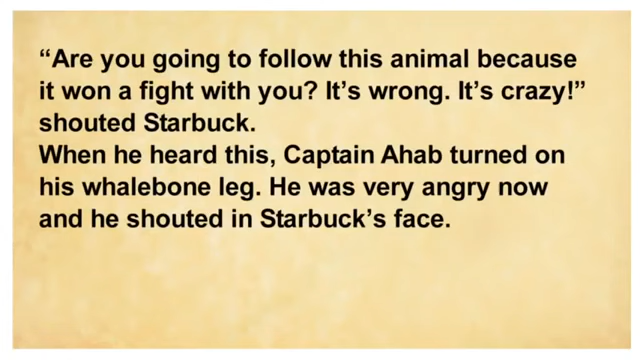 “Are you going to follow this animal because
it won a fight with you? It’s wrong. It’s crazy!”
shouted Starbuck.
When he heard this, Captain Ahab turned on
his whalebone leg. He was very angry now
and he shouted in Starbuck’s face.